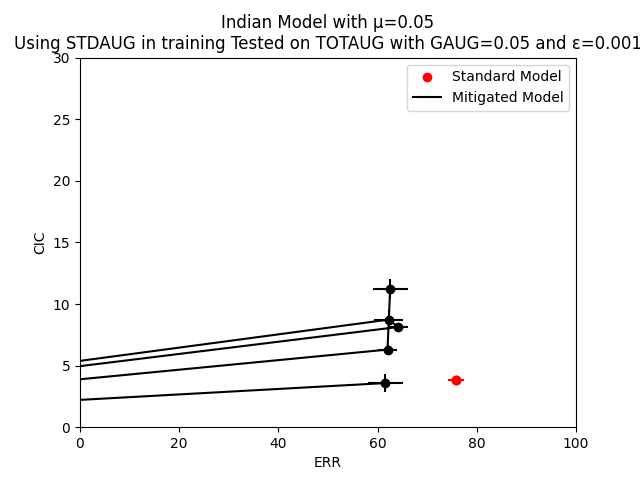 Indian Model with μ=0.05
Using STDAUG in training Tested on TOTAUG with GAUG=0.05 and ε=0.001
Standard Model
Mitigated Model
30
25
20
15
10
5
0
CIC
0 20 40 60 80 100
ERR